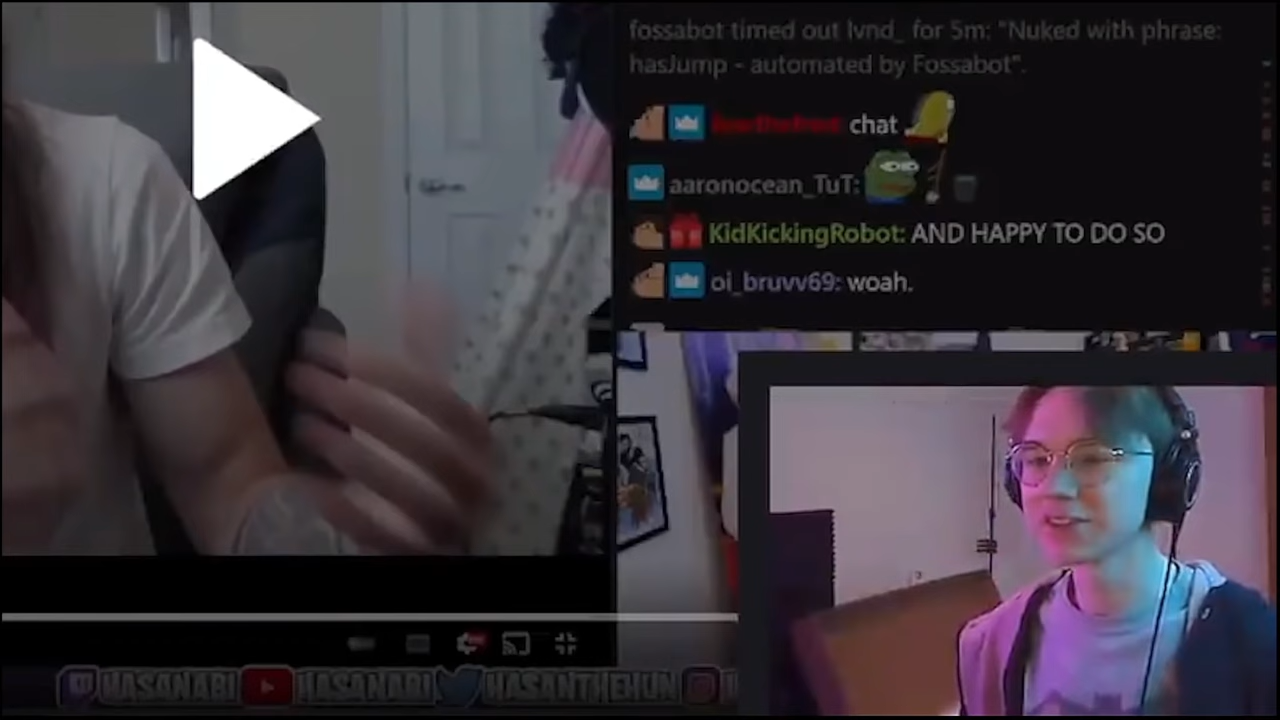 fossabot timed out lvnd_ for 5m: "Nuked with phrase:
hasJump - automated by Fossabot".
chat
aaronocean_TuT:
KidKickingRobot: AND HAPPY TO DO SO
oi_bruvv69: woah.
HASANABI HASANABI HASANTHEHUN